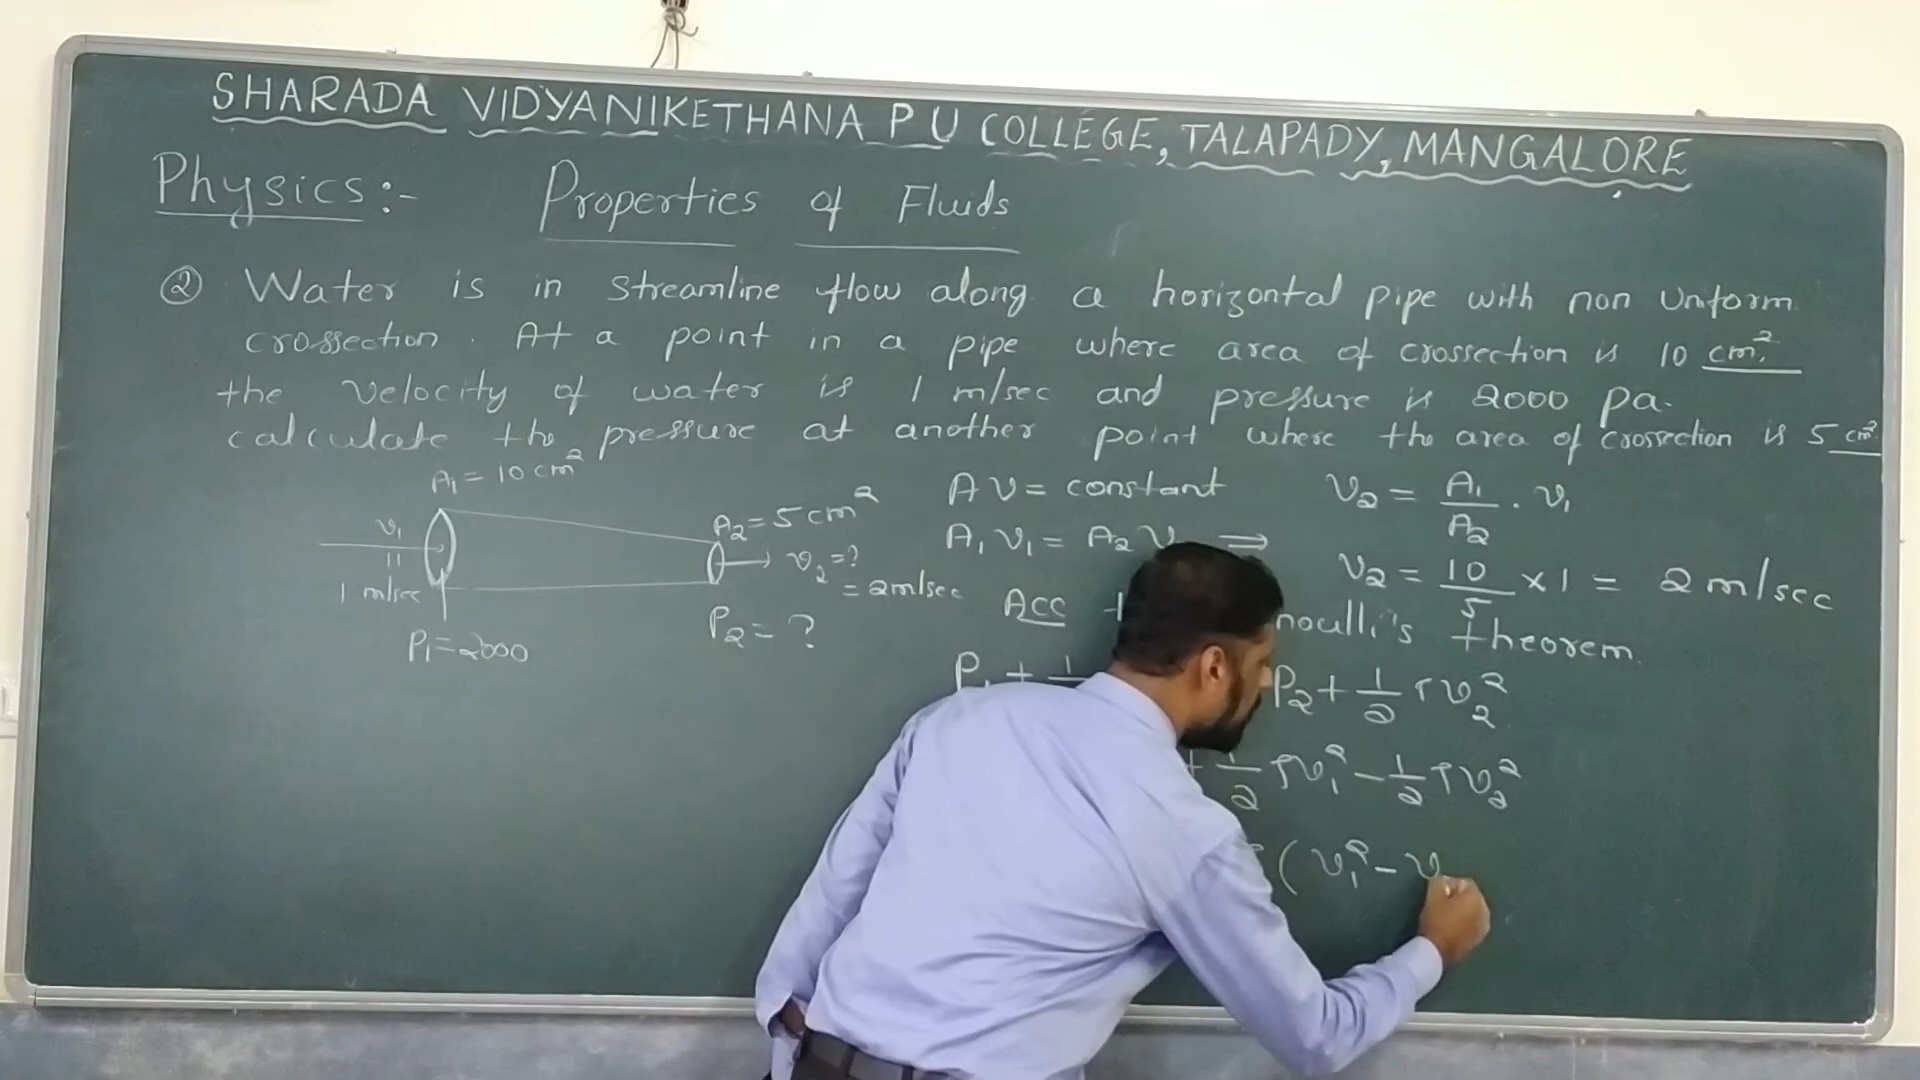 SHARADA VIDYANIKETHANA P U COLLEGE, TALAPADY, MANGALORE
Physics:- Properties of Fluids
② Water is in streamline flow along a horizontal pipe with non uniform
crossection. At a point in a pipe where area of crossection is 10 cm².
the velocity of water is 1 m/sec and pressure is 2000 pa.
calculate the pressure at another point where the area of crossection is 5 cm².
A₁ = 10 cm²
v₁
11
1 m/sec
P₁ = 2000
A₂ = 5 cm²
v₂ = ?
= 2m/sec
P₂ = ?
A v = constant
A₁ v₁ = A₂ v ⇒
v₂ = A₁/A₂ . v₁
v₂ = 10/5 × 1 = 2 m/sec
Acc noulli's theorem.
P₁ + 1 P₂ + 1/2 ρv₂²
+ 1/2 ρv₁² - 1/2 ρv₂²
( v₁² - v